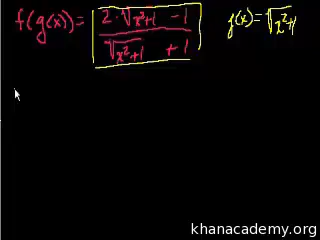 f(g(x)) = (2·√(x²+1) - 1)/(√(x²+1) + 1)
g(x) = √(x²+1)
khanacademy.org